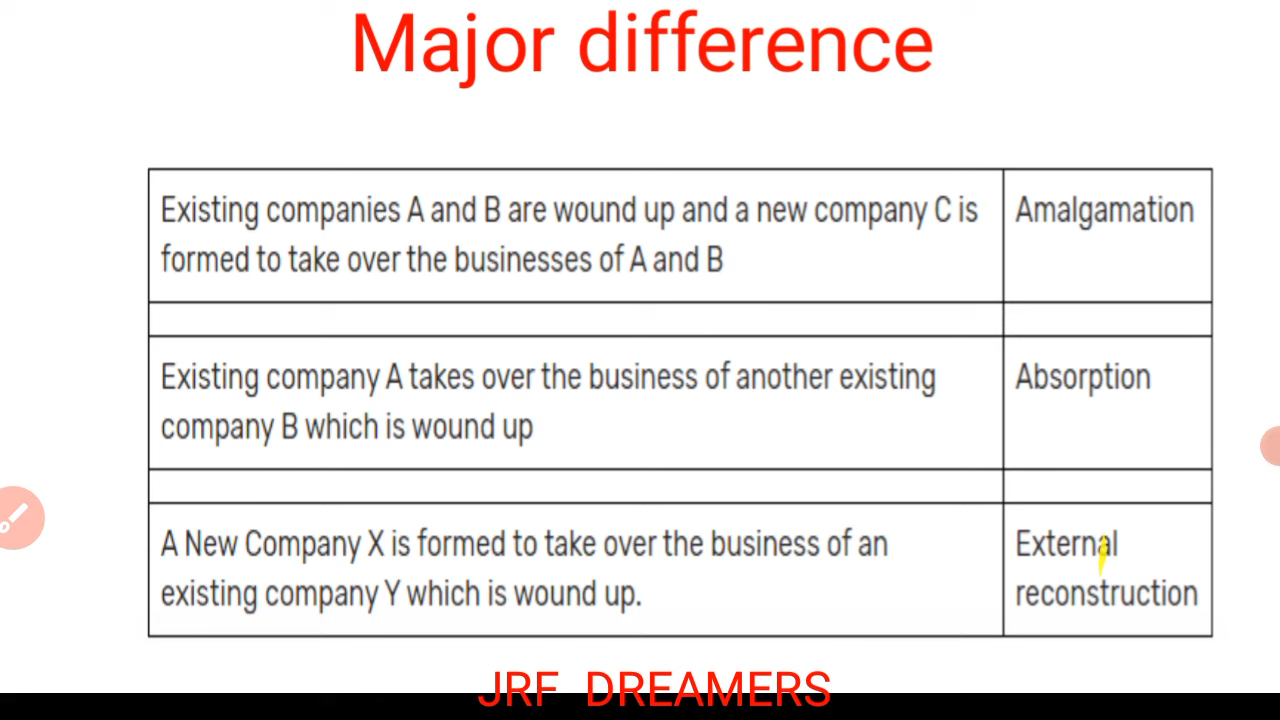 Major difference
Existing companies A and B are wound up and a new company C is
formed to take over the businesses of A and B
Amalgamation
Existing company A takes over the business of another existing
company B which is wound up
Absorption
A New Company X is formed to take over the business of an
existing company Y which is wound up.
External
reconstruction
JRF DREAMERS